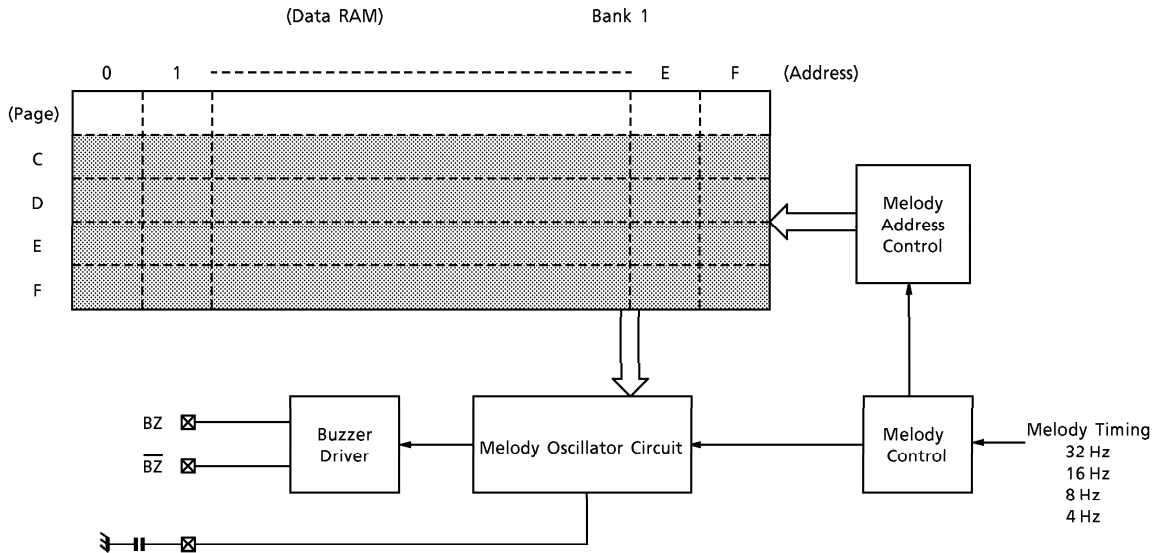 (Data RAM) Bank 1
0 1 E F (Address)
(Page)
C
D
E
F
Melody
Address
Control
BZ
B̅Z̅
Buzzer
Driver
Melody Oscillator Circuit
Melody
Control
Melody Timing
32 Hz
16 Hz
8 Hz
4 Hz